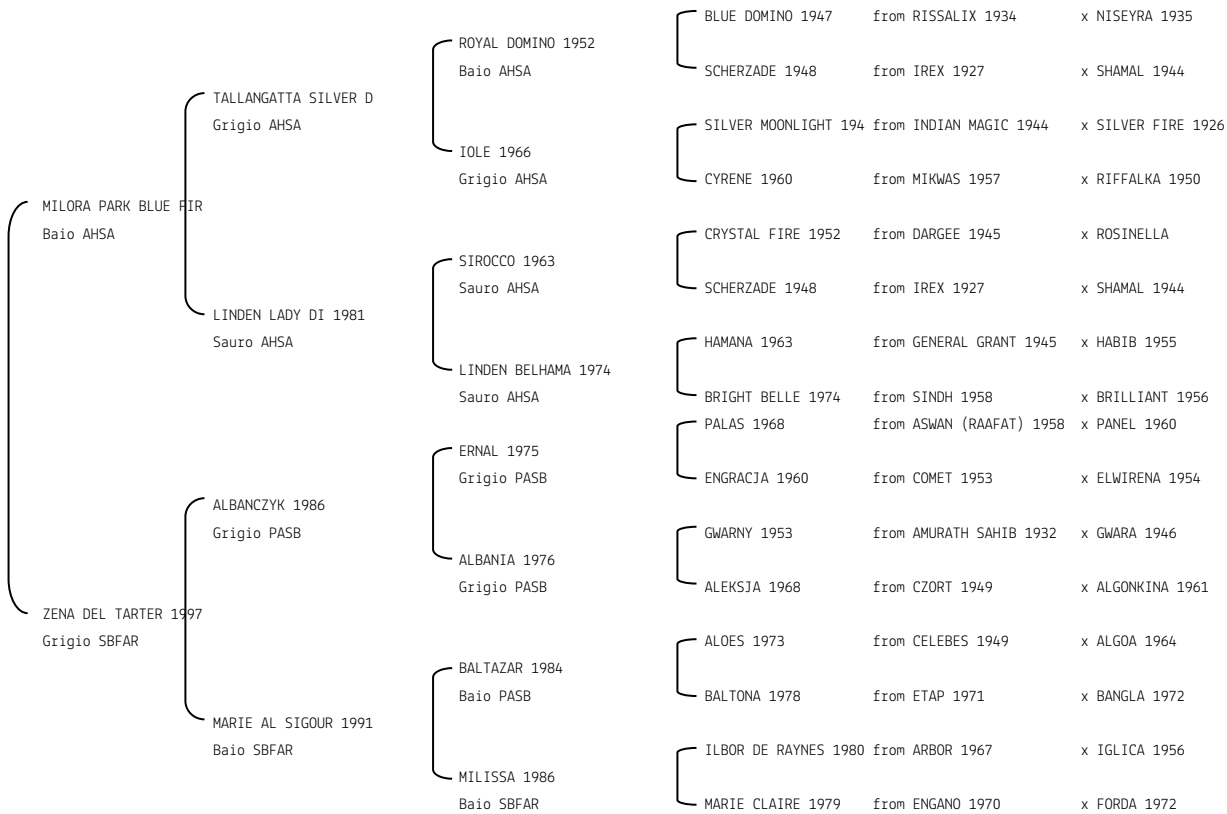 BLUE DOMINO 1947 from RISSALIX 1934 x NISEYRA 1935
ROYAL DOMINO 1952
Baio AHSA
SCHERZADE 1948 from IREX 1927 x SHAMAL 1944
TALLANGATTA SILVER D
Grigio AHSA
SILVER MOONLIGHT 194 from INDIAN MAGIC 1944 x SILVER FIRE 1926
IOLE 1966
Grigio AHSA
CYRENE 1960 from MIKWAS 1957 x RIFFALKA 1950
MILORA PARK BLUE FIR
Baio AHSA
CRYSTAL FIRE 1952 from DARGEE 1945 x ROSINELLA
SIROCCO 1963
Sauro AHSA
SCHERZADE 1948 from IREX 1927 x SHAMAL 1944
LINDEN LADY DI 1981
Sauro AHSA
HAMANA 1963 from GENERAL GRANT 1945 x HABIB 1955
LINDEN BELHAMA 1974
Sauro AHSA
BRIGHT BELLE 1974 from SINDH 1958 x BRILLIANT 1956
PALAS 1968 from ASWAN (RAAFAT) 1958 x PANEL 1960
ERNAL 1975
Grigio PASB
ENGRACJA 1960 from COMET 1953 x ELWIRENA 1954
ALBANCZYK 1986
Grigio PASB
GWARNY 1953 from AMURATH SAHIB 1932 x GWARA 1946
ALBANIA 1976
Grigio PASB
ALEKSJA 1968 from CZORT 1949 x ALGONKINA 1961
ZENA DEL TARTER 1997
Grigio SBFAR
ALOES 1973 from CELEBES 1949 x ALGOA 1964
BALTAZAR 1984
Baio PASB
BALTONA 1978 from ETAP 1971 x BANGLA 1972
MARIE AL SIGOUR 1991
Baio SBFAR
ILBOR DE RAYNES 1980 from ARBOR 1967 x IGLICA 1956
MILISSA 1986
Baio SBFAR
MARIE CLAIRE 1979 from ENGANO 1970 x FORDA 1972